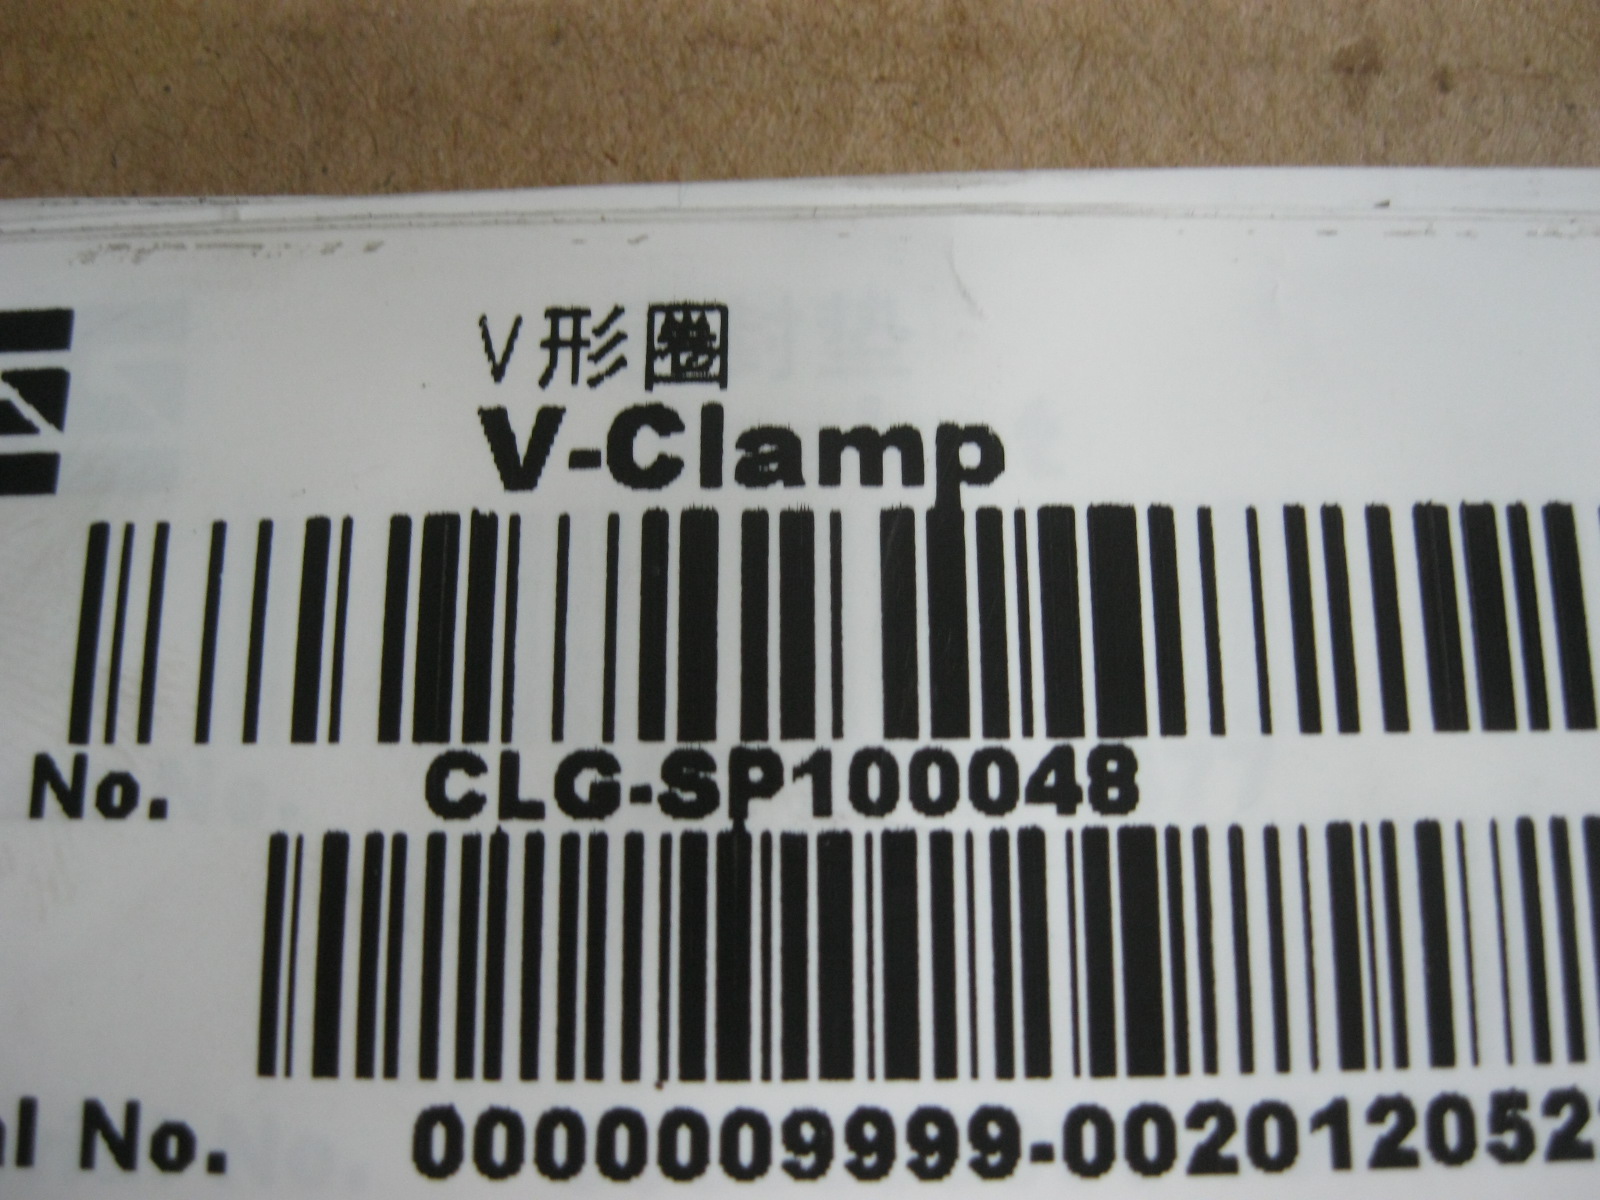 V形圈
V-Clamp
No. CLG-SP100048
al No. 0000009999-002012052